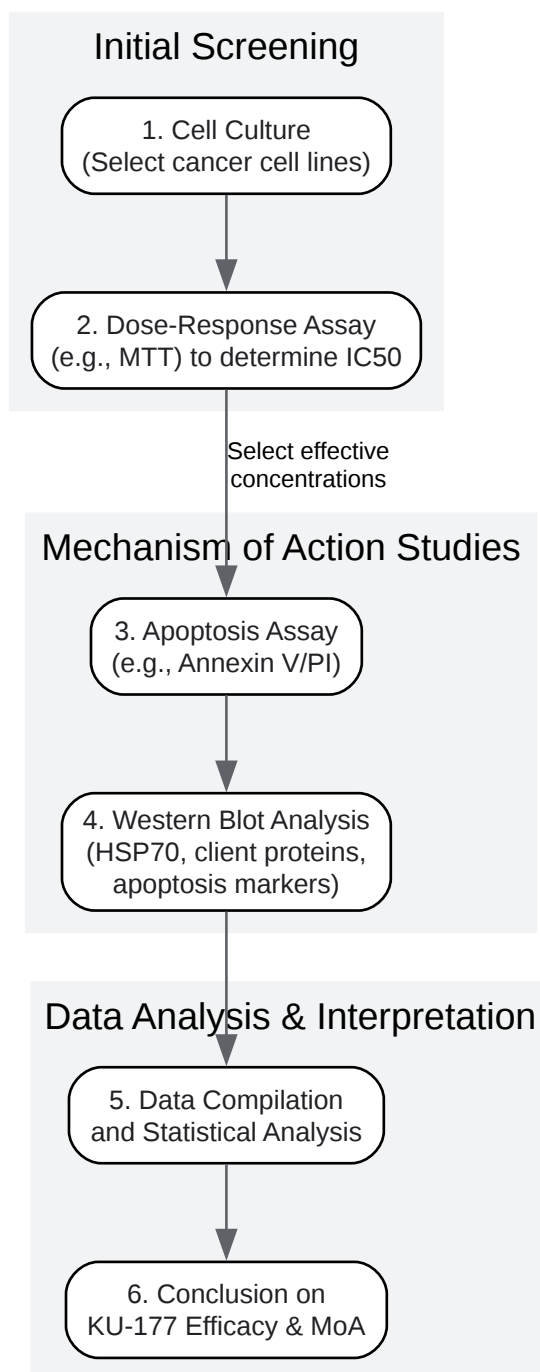 Initial Screening
1. Cell Culture
(Select cancer cell lines)
2. Dose-Response Assay
(e.g., MTT) to determine IC50
Select effective
concentrations
Mechanism of Action Studies
3. Apoptosis Assay
(e.g., Annexin V/PI)
4. Western Blot Analysis
(HSP70, client proteins,
apoptosis markers)
Data Analysis & Interpretation
5. Data Compilation
and Statistical Analysis
6. Conclusion on
KU-177 Efficacy & MoA